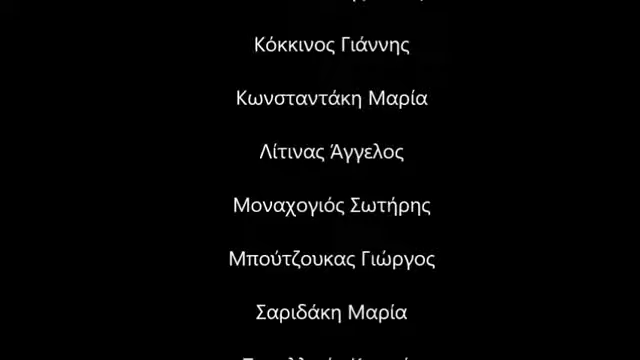 Κόκκινος Γιάννης
Κωνσταντάκη Μαρία
Λίτινας Άγγελος
Μοναχογιός Σωτήρης
Μπούτζουκας Γιώργος
Σαριδάκη Μαρία